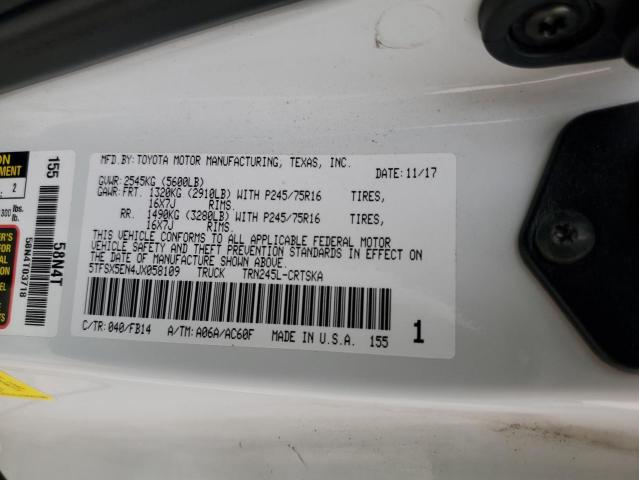 MFD.BY: TOYOTA MOTOR MANUFACTURING, TEXAS, INC.
DATE: 11/17
GVWR: 2545KG (5600LB)
GAWR: FRT. 1320KG (2910LB) WITH P245/75R16 TIRES,
16X7J RIMS.
RR. 1490KG (3280LB) WITH P245/75R16 TIRES,
16X7J RIMS.
THIS VEHICLE CONFORMS TO ALL APPLICABLE FEDERAL MOTOR
VEHICLE SAFETY AND THEFT PREVENTION STANDARDS IN EFFECT ON
THE DATE OF MANUFACTURE SHOWN ABOVE.
5TFSX5EN4JX058109 TRUCK TRN245L-CRTSKA
C/TR: 040/FB14 A/TM: A06A/AC60F MADE IN U.S.A. 155
1
155
58N4T
58N4T03718
2
lbs.